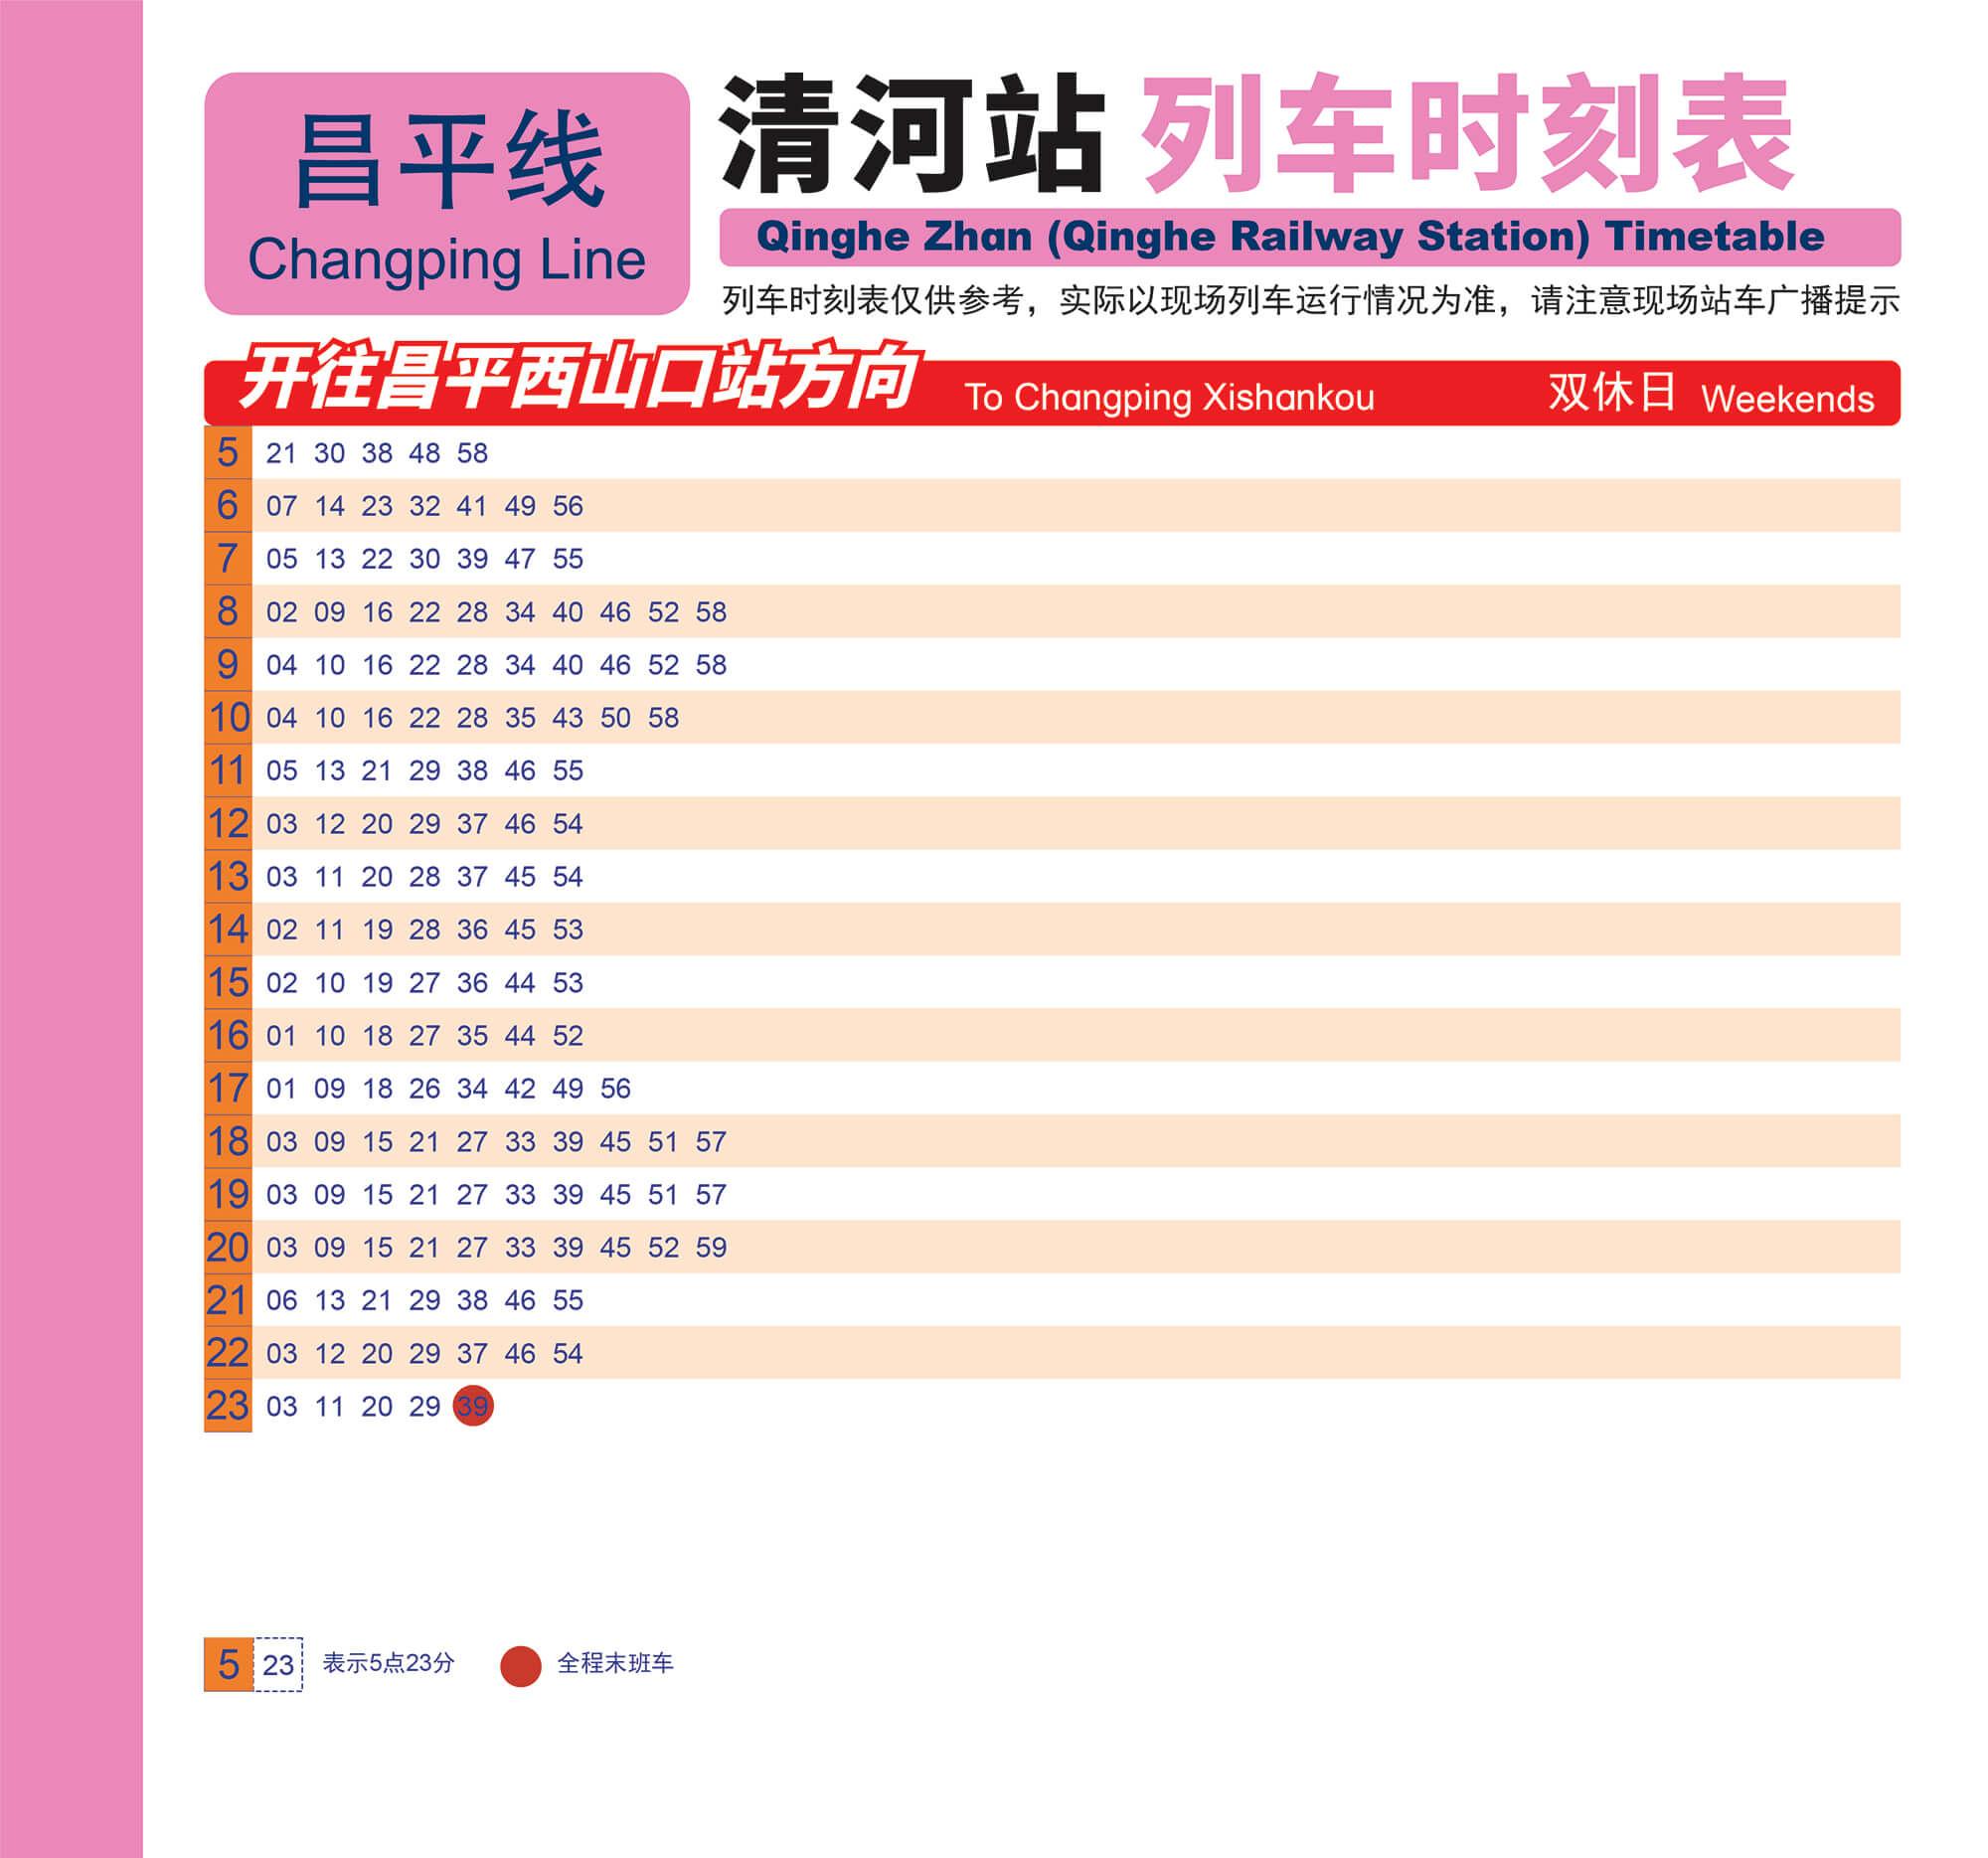 昌平线
Changping Line
清河站 列车时刻表
Qinghe Zhan (Qinghe Railway Station) Timetable
列车时刻表仅供参考，实际以现场列车运行情况为准，请注意现场站车广播提示
开往昌平西山口站方向 To Changping Xishankou 双休日 Weekends
5 21 30 38 48 58
6 07 14 23 32 41 49 56
7 05 13 22 30 39 47 55
8 02 09 16 22 28 34 40 46 52 58
9 04 10 16 22 28 34 40 46 52 58
10 04 10 16 22 28 35 43 50 58
11 05 13 21 29 38 46 55
12 03 12 20 29 37 46 54
13 03 11 20 28 37 45 54
14 02 11 19 28 36 45 53
15 02 10 19 27 36 44 53
16 01 10 18 27 35 44 52
17 01 09 18 26 34 42 49 56
18 03 09 15 21 27 33 39 45 51 57
19 03 09 15 21 27 33 39 45 51 57
20 03 09 15 21 27 33 39 45 52 59
21 06 13 21 29 38 46 55
22 03 12 20 29 37 46 54
23 03 11 20 29 39
5 23 表示5点23分 全程末班车